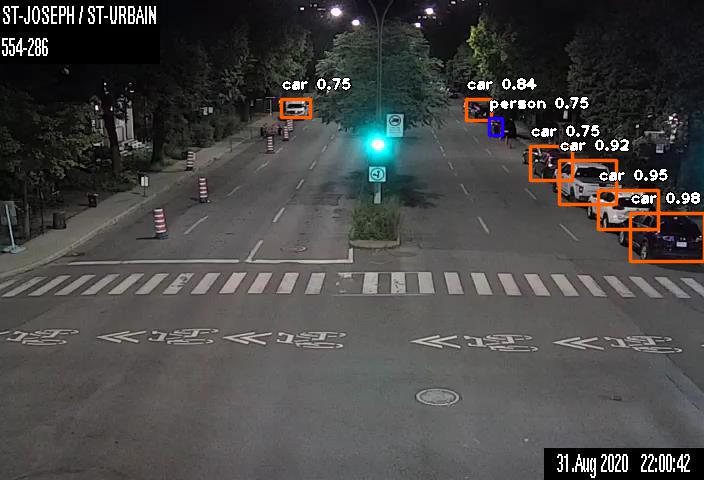 ST-JOSEPH / ST-URBAIN
554-286
car 0.75
car 0.84
person 0.75
car 0.75
car 0.92
car 0.95
car 0.98
31.Aug 2020 22:00:42